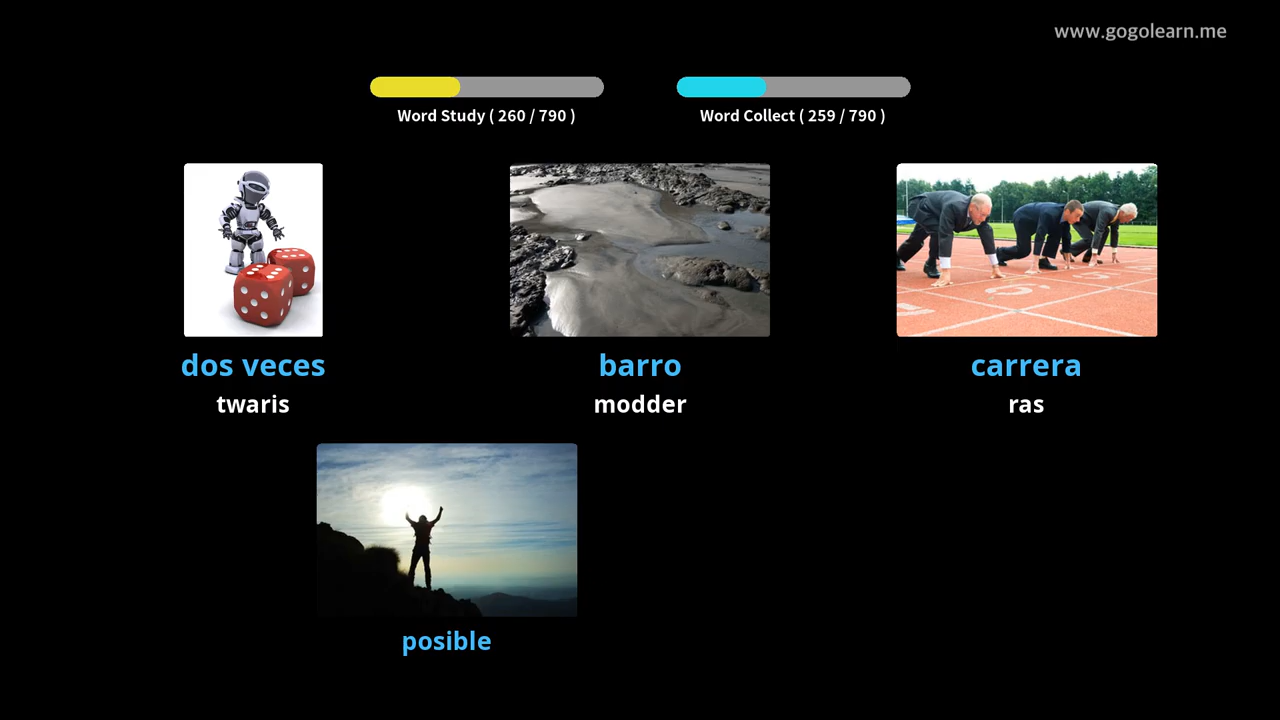 www.gogolearn.me
Word Study ( 260 / 790 )
Word Collect ( 259 / 790 )
dos veces
twaris
barro
modder
carrera
ras
posible